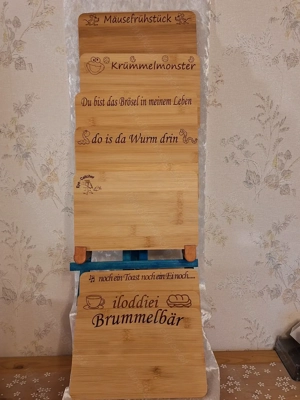 Mausefrühstück
Krümmelmonster
Du bist das Brösel in meinem Leben
do is da Wurm drin
noch ein Toast noch ein Ei noch....
iloddiei
Brummelbär